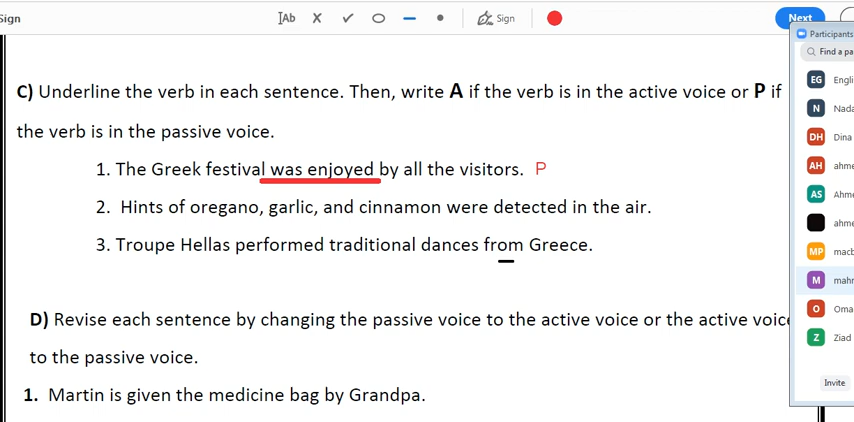 Sign
IAb X Sign Next
C) Underline the verb in each sentence. Then, write A if the verb is in the active voice or P if
the verb is in the passive voice.
1. The Greek festival was enjoyed by all the visitors. P
2. Hints of oregano, garlic, and cinnamon were detected in the air.
3. Troupe Hellas performed traditional dances from Greece.
D) Revise each sentence by changing the passive voice to the active voice or the active voice
to the passive voice.
1. Martin is given the medicine bag by Grandpa.
Participants
Find a pa
EG Engli
N Nada
DH Dina
AH ahme
AS Ahme
ahme
MP macb
M mahr
O Oma
Z Ziad
Invite